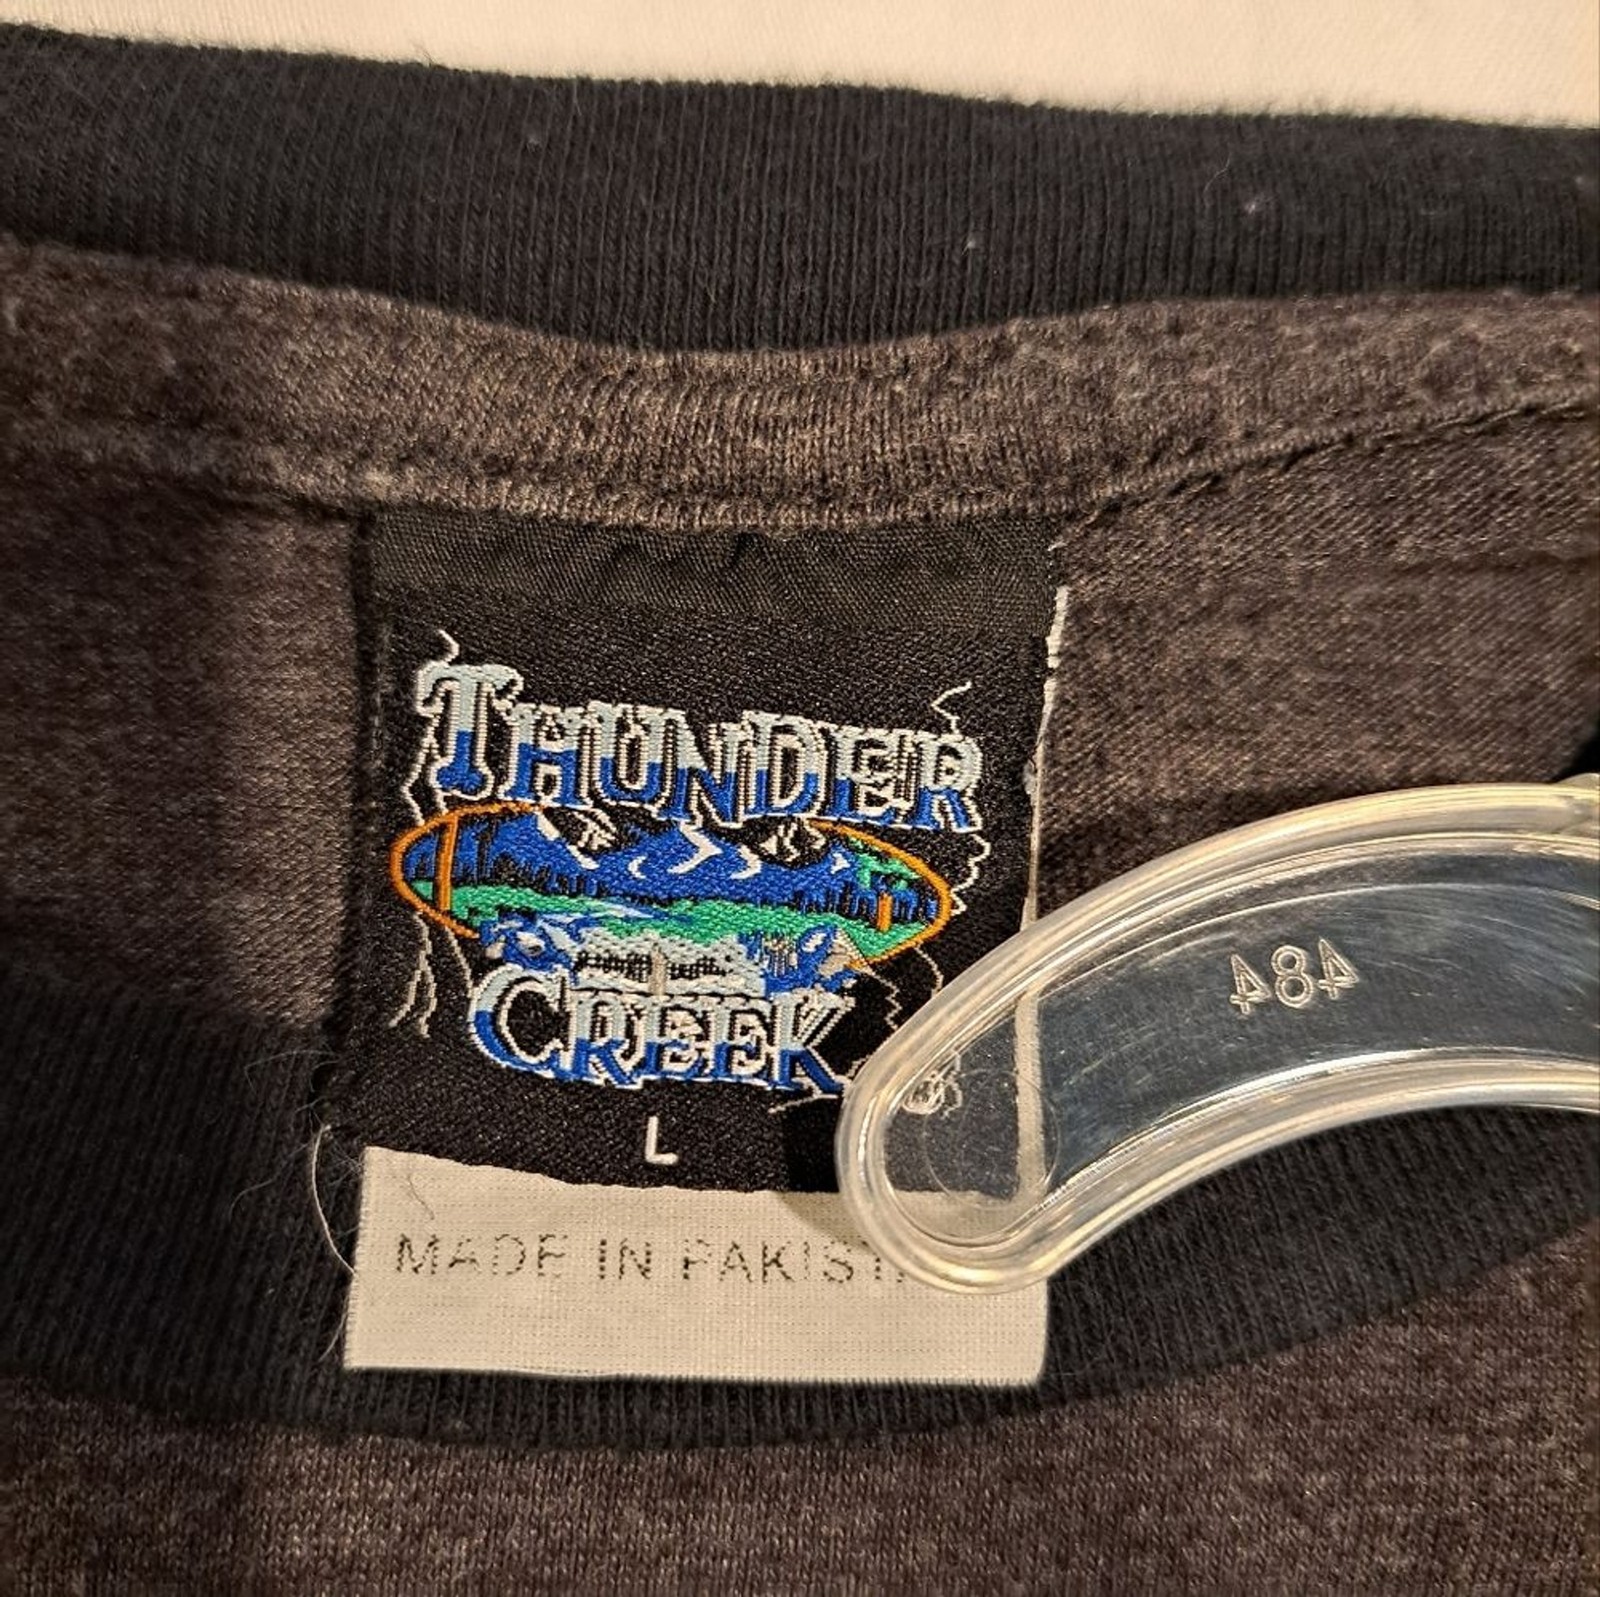 THUNDER
CREEK
L
MADE IN PAKIST
484